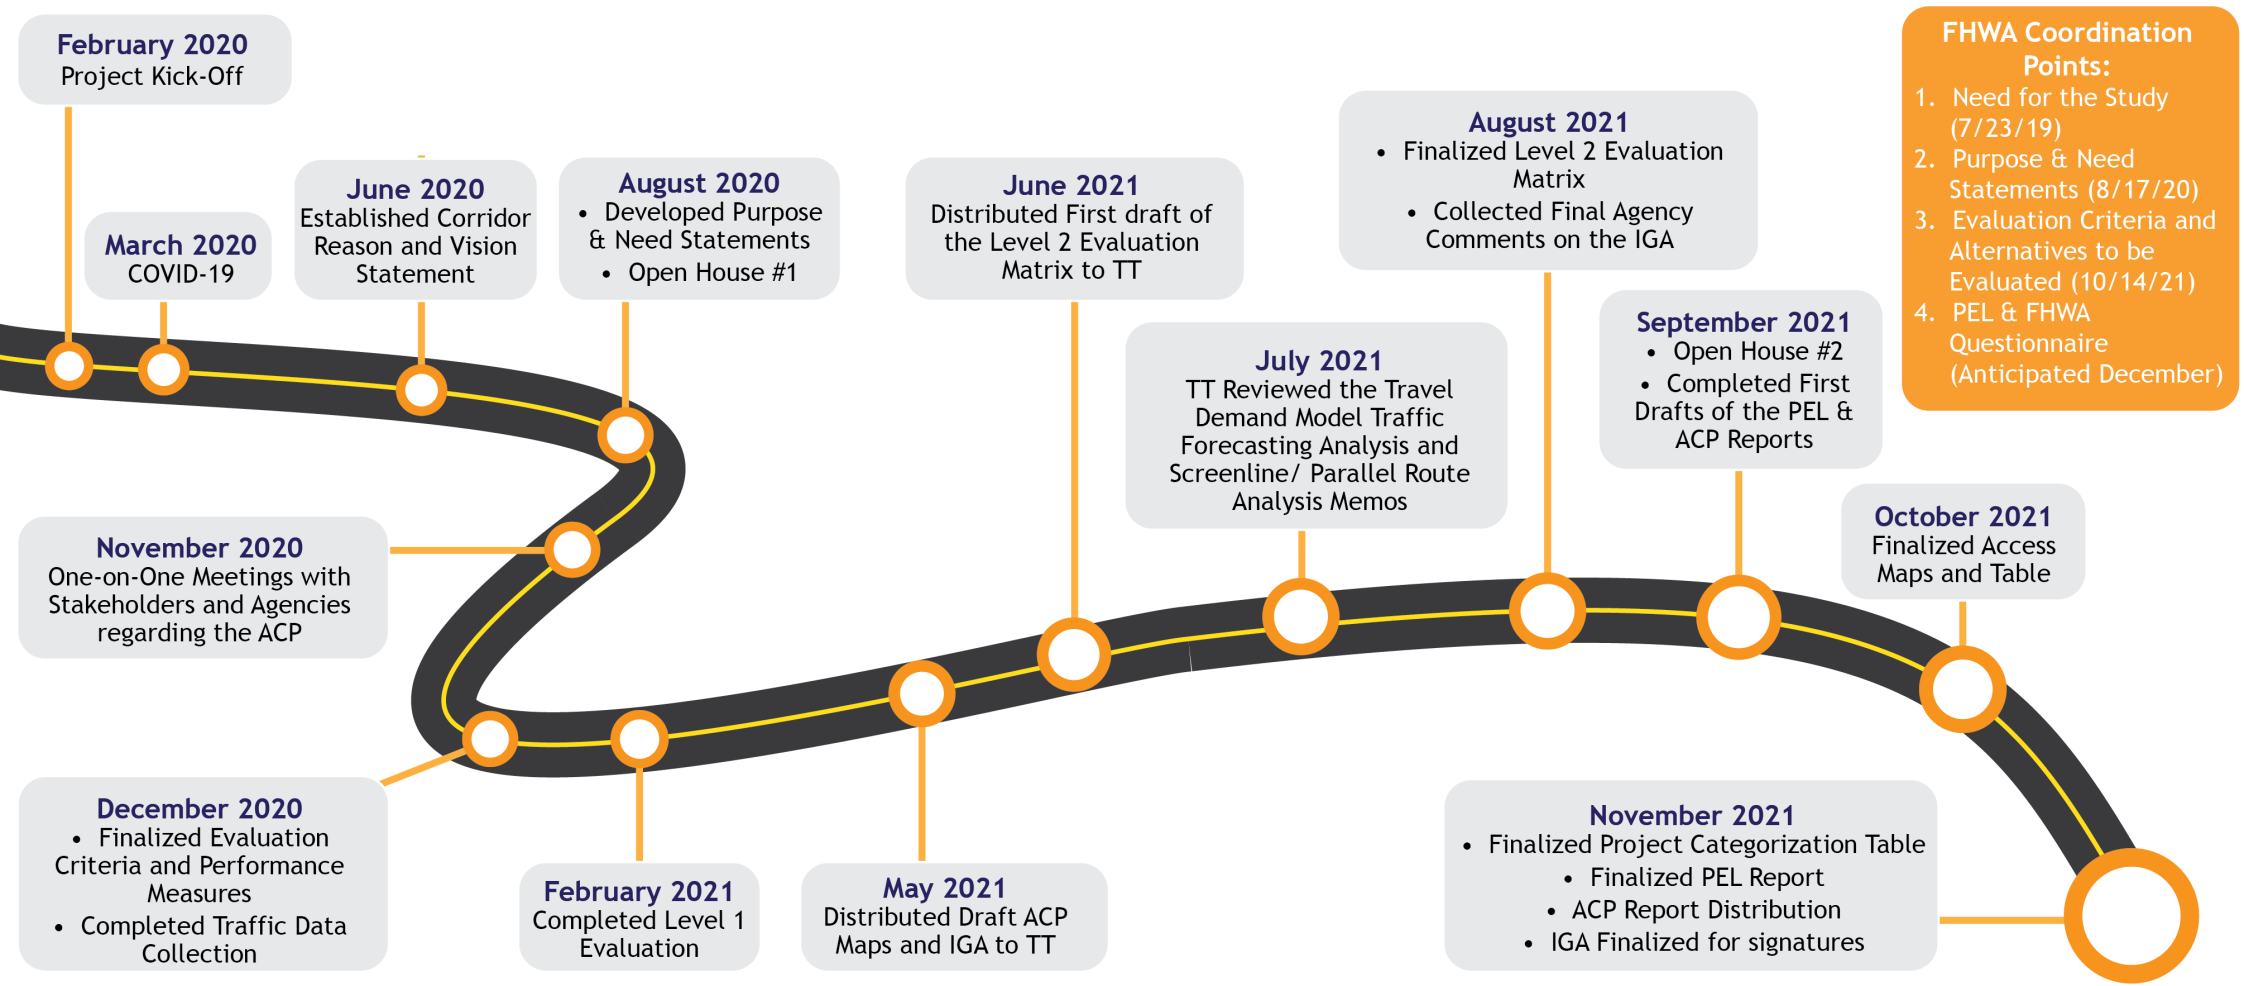 February 2020
Project Kick-Off
March 2020
COVID-19
June 2020
Established Corridor
Reason and Vision
Statement
August 2020
• Developed Purpose
& Need Statements
• Open House #1
November 2020
One-on-One Meetings with
Stakeholders and Agencies
regarding the ACP
December 2020
• Finalized Evaluation
Criteria and Performance
Measures
• Completed Traffic Data
Collection
February 2021
Completed Level 1
Evaluation
May 2021
Distributed Draft ACP
Maps and IGA to TT
June 2021
Distributed First draft of
the Level 2 Evaluation
Matrix to TT
July 2021
TT Reviewed the Travel
Demand Model Traffic
Forecasting Analysis and
Screenline/ Parallel Route
Analysis Memos
August 2021
• Finalized Level 2 Evaluation
Matrix
• Collected Final Agency
Comments on the IGA
September 2021
• Open House #2
• Completed First
Drafts of the PEL &
ACP Reports
October 2021
Finalized Access
Maps and Table
November 2021
• Finalized Project Categorization Table
• Finalized PEL Report
• ACP Report Distribution
• IGA Finalized for signatures
FHWA Coordination
Points:
1. Need for the Study
(7/23/19)
2. Purpose & Need
Statements (8/17/20)
3. Evaluation Criteria and
Alternatives to be
Evaluated (10/14/21)
4. PEL & FHWA
Questionnaire
(Anticipated December)